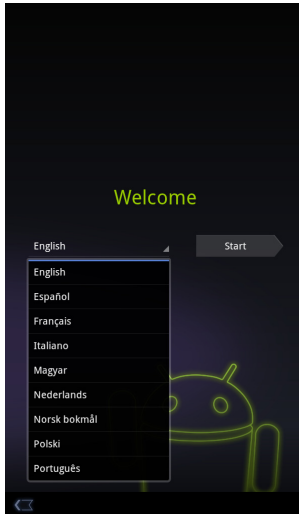 Welcome
English
Start
English
Español
Français
Italiano
Magyar
Nederlands
Norsk bokmål
Polski
Português